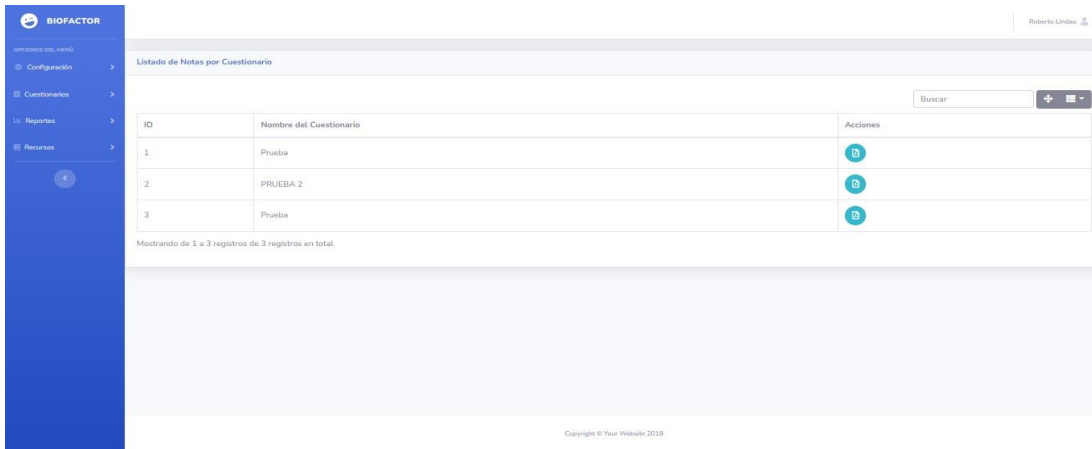 BIOFACTOR
Roberto Lindao
OPCIONES DEL MENÚ
Configuración
Cuestionarios
Reportes
Recursos
Listado de Notas por Cuestionario
Buscar
ID Nombre del Cuestionario Acciones
1 Prueba
2 PRUEBA 2
3 Prueba
Mostrando de 1 a 3 registros de 3 registros en total
Copyright © Your Website 2019